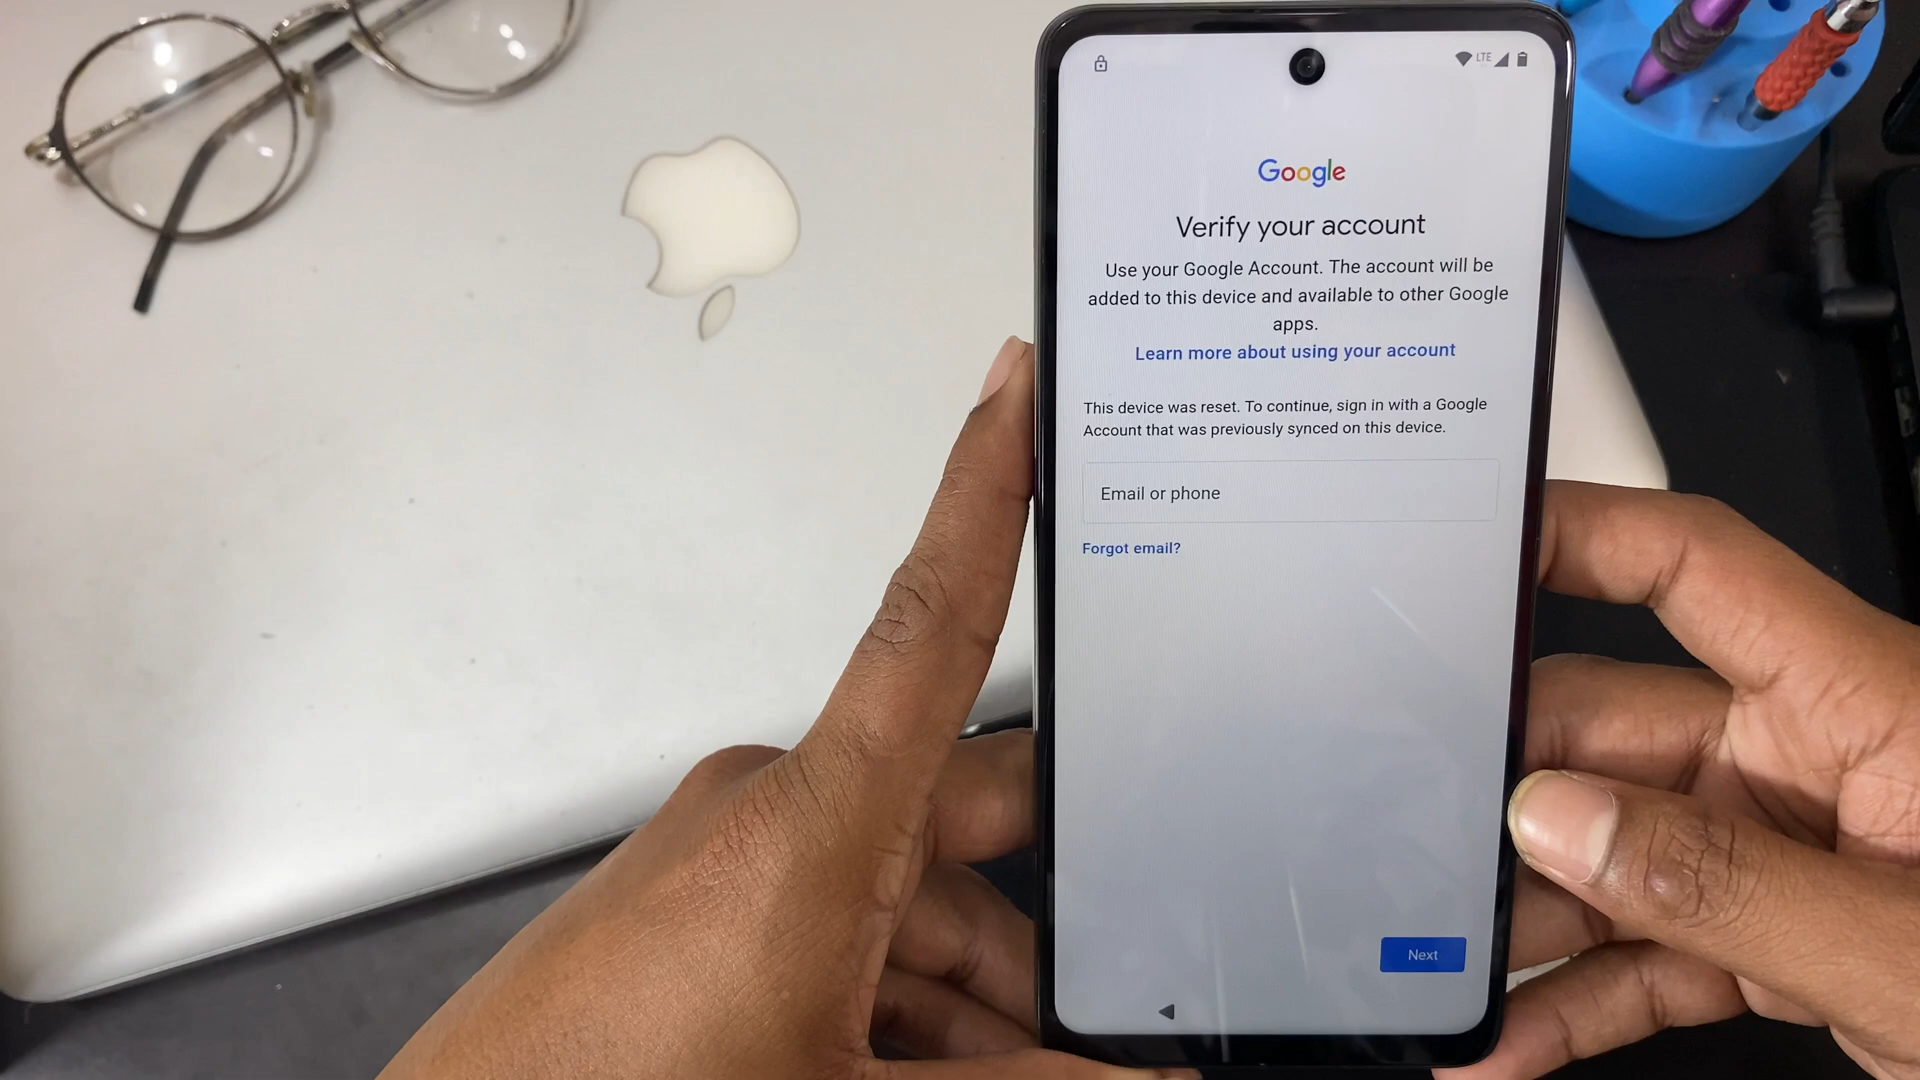 LTE
Google
Verify your account
Use your Google Account. The account will be
added to this device and available to other Google
apps.
Learn more about using your account
This device was reset. To continue, sign in with a Google
Account that was previously synced on this device.
Email or phone
Forgot email?
Next